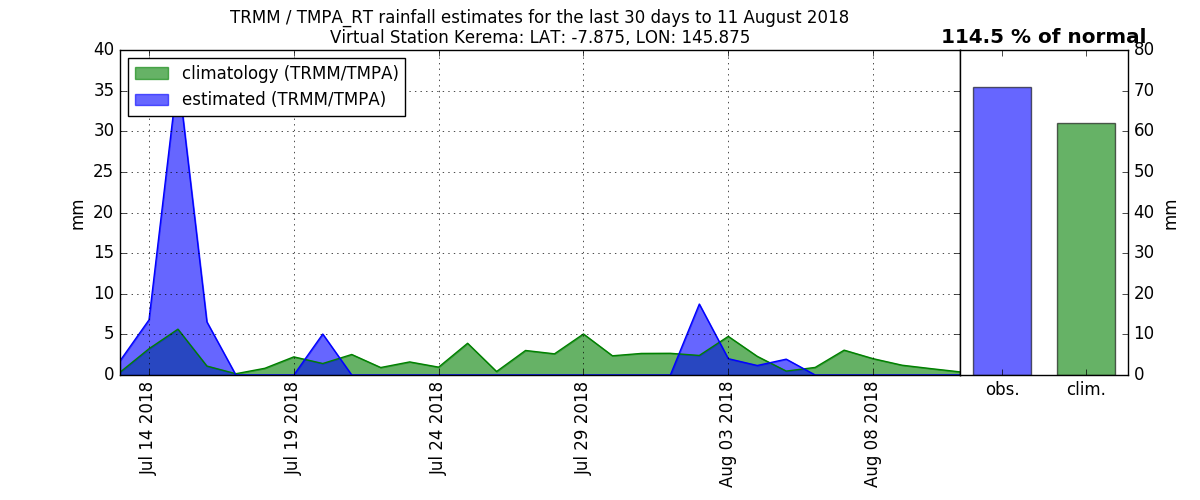 TRMM / TMPA_RT rainfall estimates for the last 30 days to 11 August 2018
Virtual Station Kerema: LAT: -7.875, LON: 145.875
114.5 % of normal
climatology (TRMM/TMPA)
estimated (TRMM/TMPA)
40
35
30
25
20
15
10
5
0
mm
Jul 14 2018
Jul 19 2018
Jul 24 2018
Jul 29 2018
Aug 03 2018
Aug 08 2018
obs.
clim.
80
70
60
50
40
30
20
10
0
mm